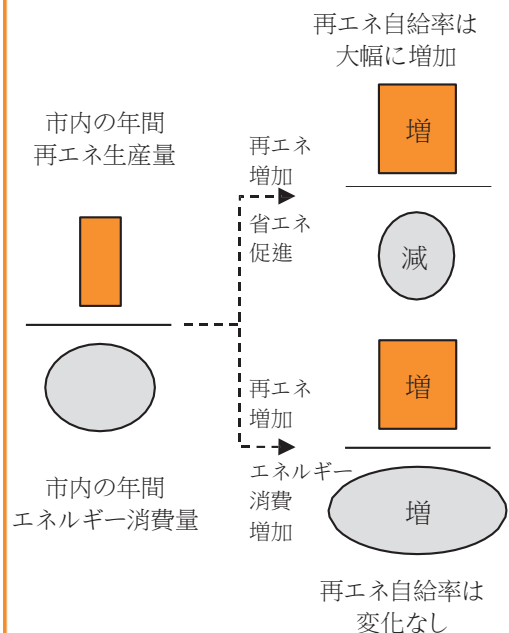 再エネ自給率は
大幅に増加
増
市内の年間
再エネ生産量
再エネ
増加
省エネ
促進
減
増
再エネ
増加
エネルギー
消費
増加
市内の年間
エネルギー消費量
増
再エネ自給率は
変化なし